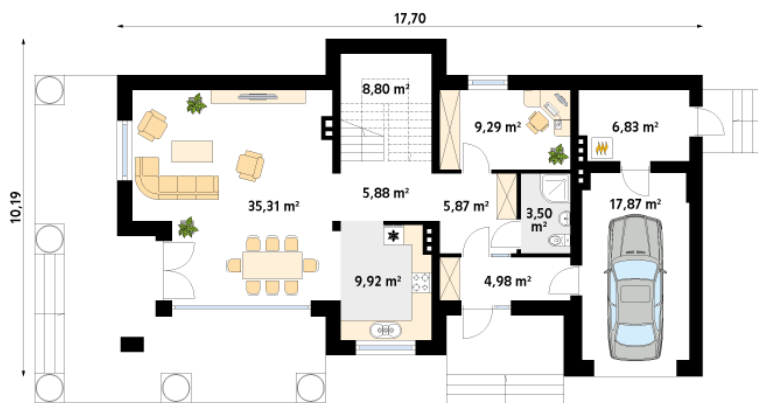 17,70
8,80 m²
9,29 m²
6,83 m²
10,19
35,31 m²
5,88 m²
5,87 m²
3,50
m²
17,87 m²
9,92 m²
4,98 m²